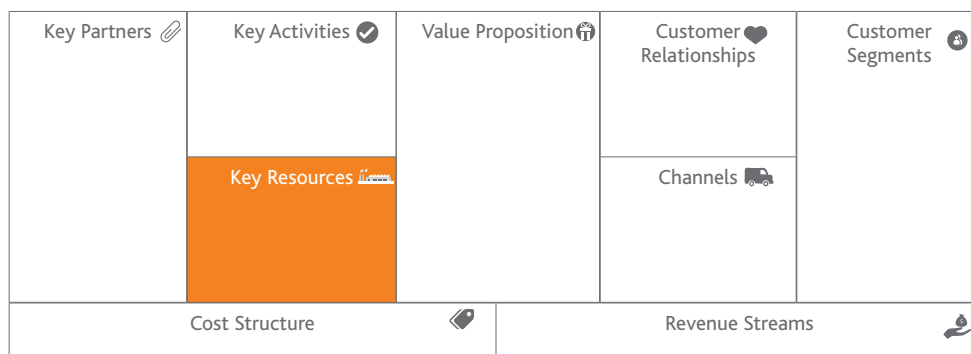 Key Partners
Key Activities
Value Proposition
Customer
Relationships
Customer
Segments
Key Resources
Channels
Cost Structure
Revenue Streams